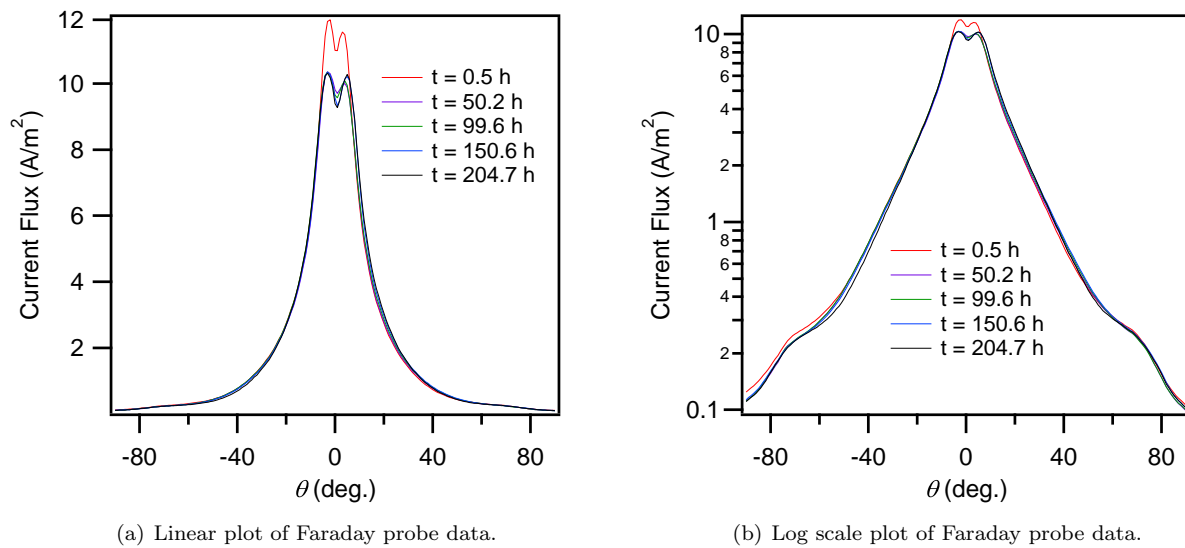 12
10
8
6
4
2
Current Flux (A/m2)
t = 0.5 h
t = 50.2 h
t = 99.6 h
t = 150.6 h
t = 204.7 h
-80 -40 0 40 80
θ (deg.)
(a) Linear plot of Faraday probe data.
10
8
6
4
2
1
8
6
4
2
0.1
Current Flux (A/m2)
t = 0.5 h
t = 50.2 h
t = 99.6 h
t = 150.6 h
t = 204.7 h
-80 -40 0 40 80
θ (deg.)
(b) Log scale plot of Faraday probe data.